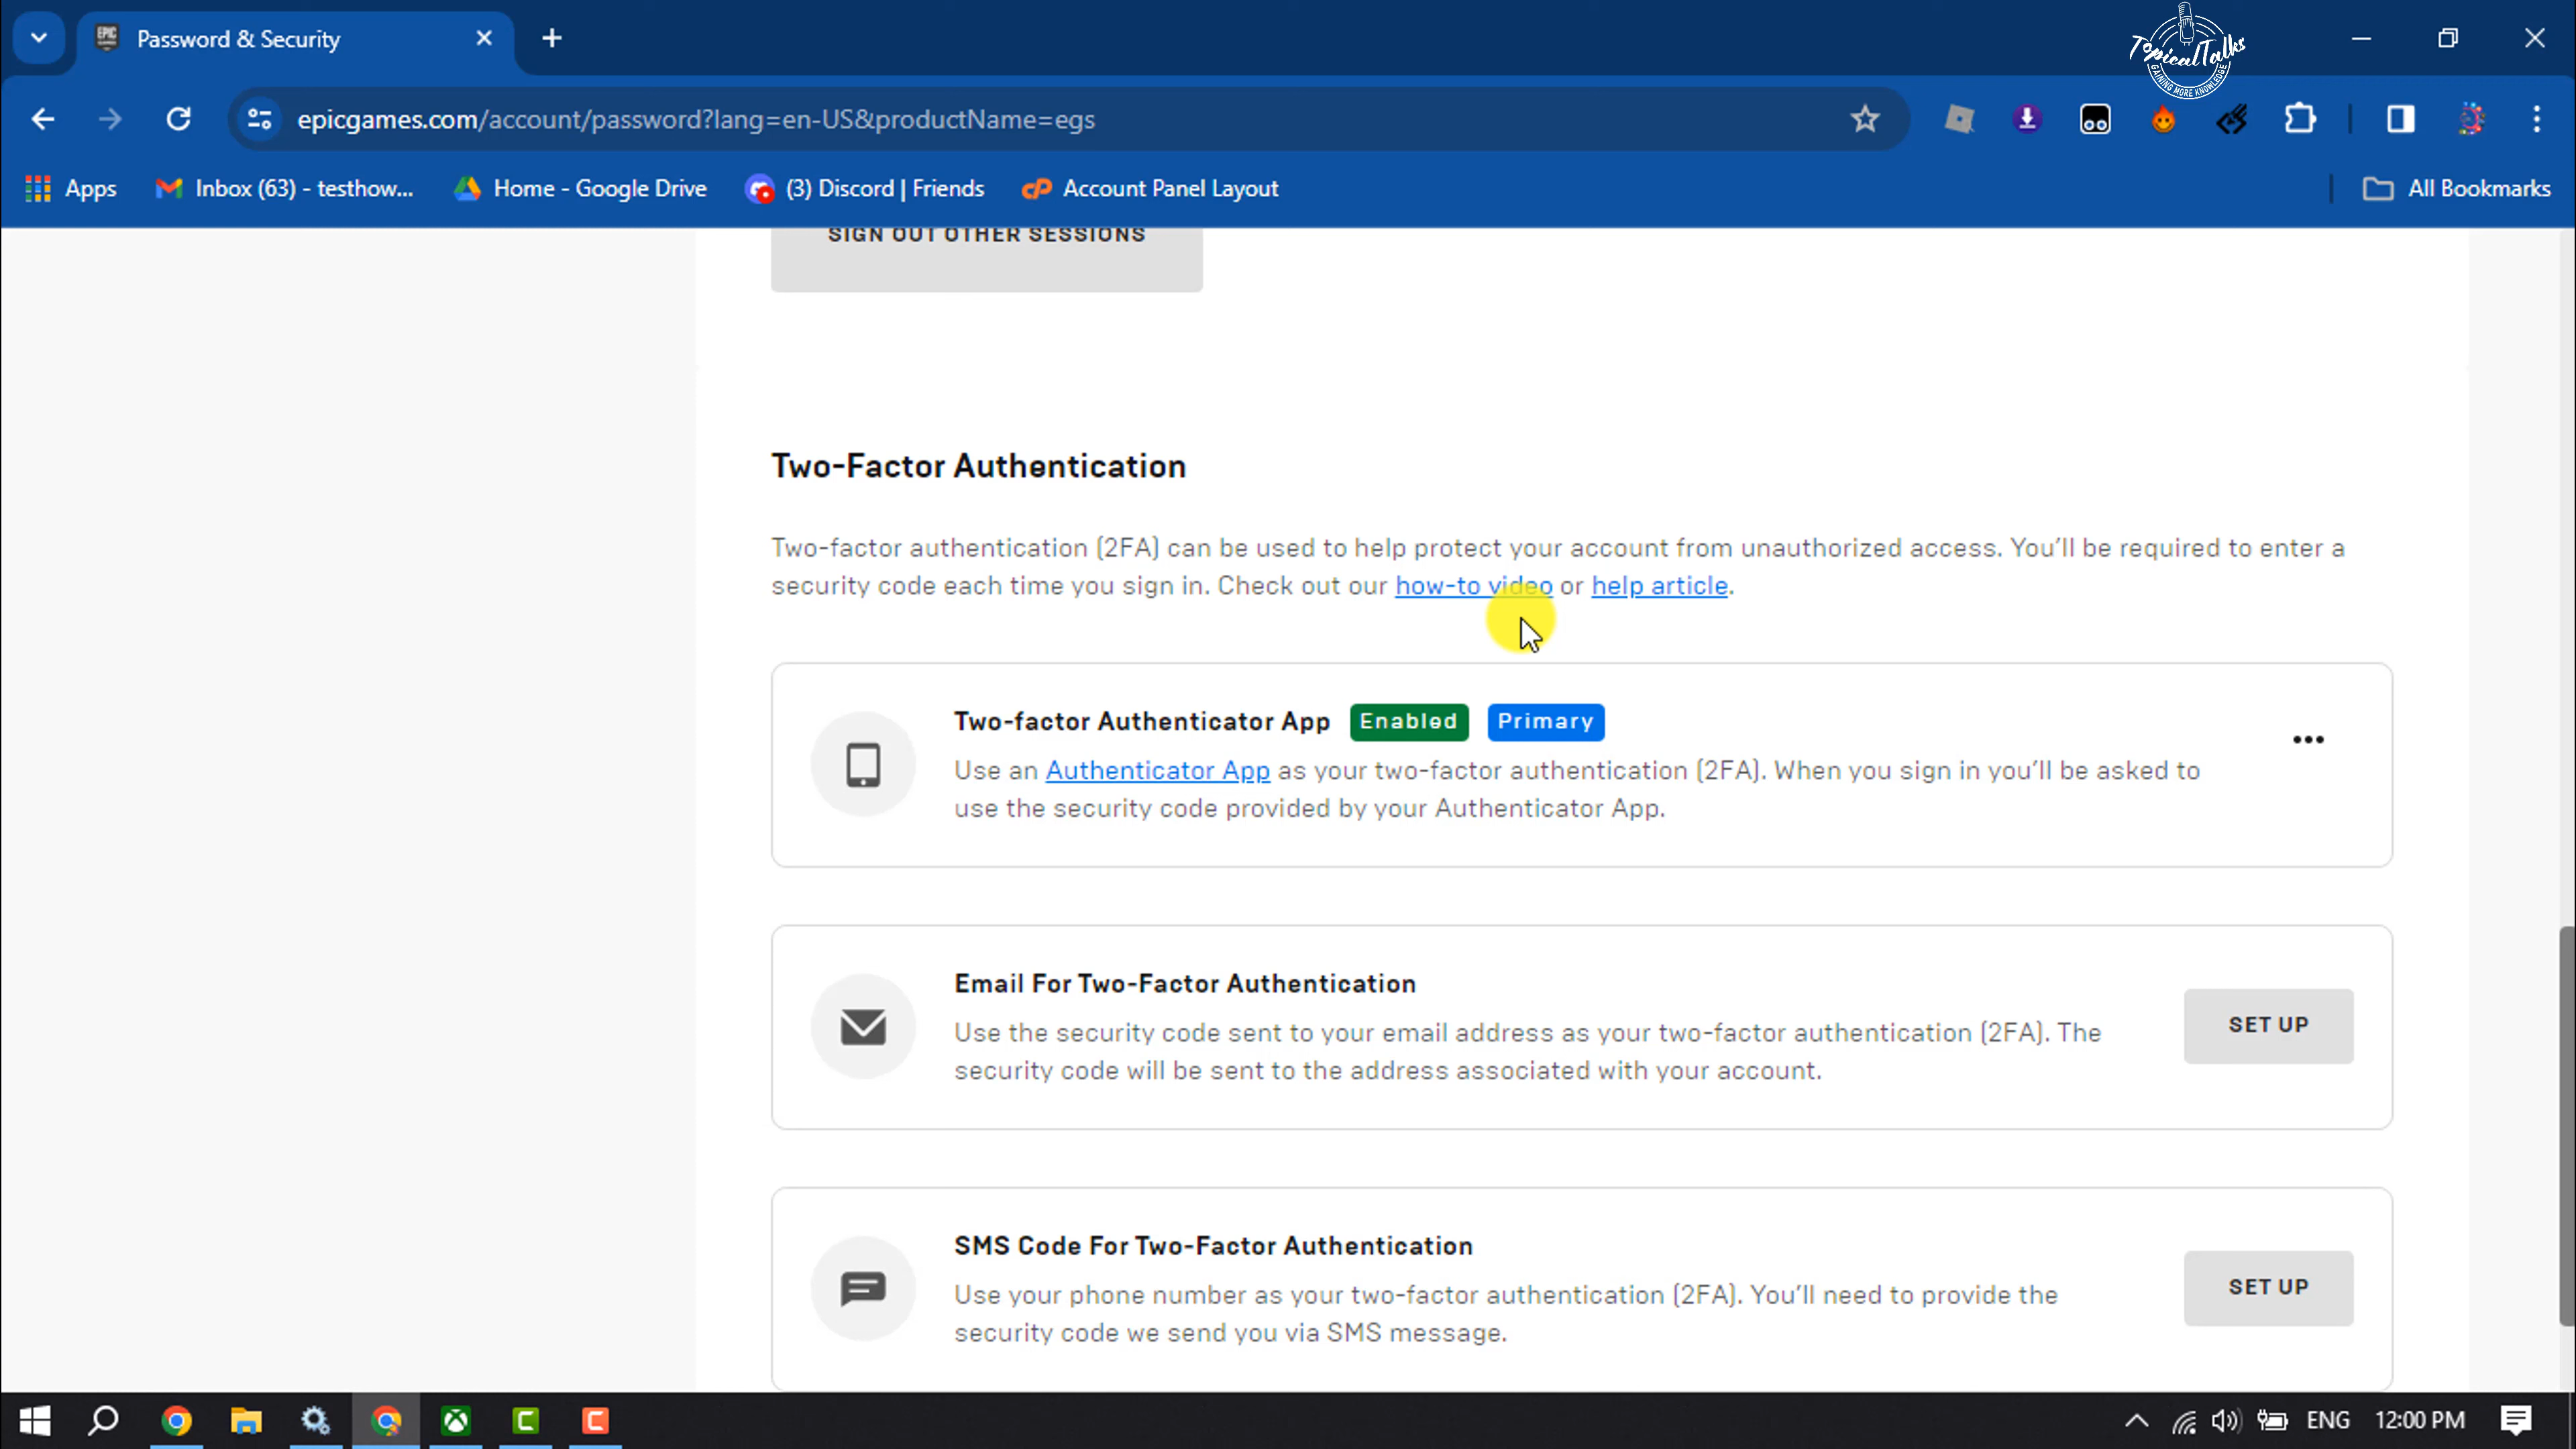 Password & Security
TopicalTalks
GAINING MORE KNOWLEDGE
epicgames.com/account/password?lang=en-US&productName=egs
Apps
Inbox (63) - testhow...
Home - Google Drive
(3) Discord | Friends
Account Panel Layout
All Bookmarks
SIGN OUT OTHER SESSIONS
Two-Factor Authentication
Two-factor authentication (2FA) can be used to help protect your account from unauthorized access. You'll be required to enter a
security code each time you sign in. Check out our how-to video or help article.
Two-factor Authenticator App Enabled Primary
Use an Authenticator App as your two-factor authentication (2FA). When you sign in you'll be asked to
use the security code provided by your Authenticator App.
Email For Two-Factor Authentication
Use the security code sent to your email address as your two-factor authentication (2FA). The
security code will be sent to the address associated with your account.
SET UP
SMS Code For Two-Factor Authentication
Use your phone number as your two-factor authentication (2FA). You'll need to provide the
security code we send you via SMS message.
SET UP
ENG
12:00 PM